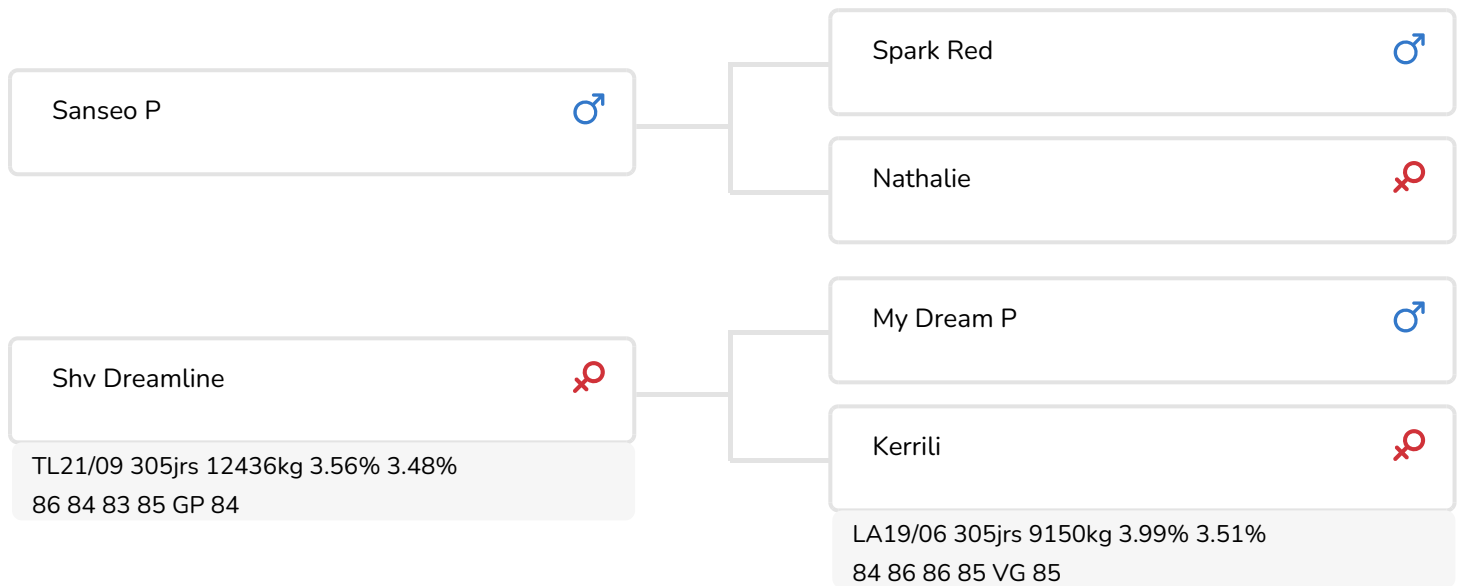 Spark Red
Sanseo P
Nathalie
My Dream P
Shv Dreamline
TL21/09 305jrs 12436kg 3.56% 3.48%
86 84 83 85 GP 84
Kerrili
LA19/06 305jrs 9150kg 3.99% 3.51%
84 86 86 85 VG 85